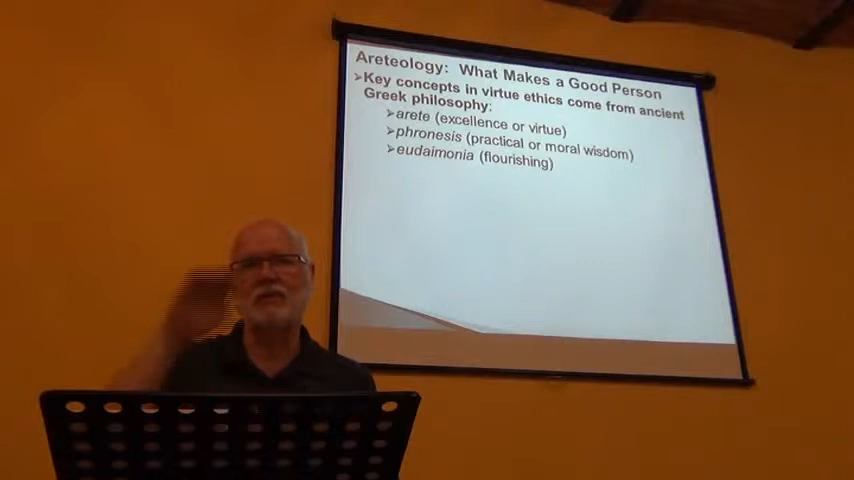 Areteology: What Makes a Good Person
➢Key concepts in virtue ethics come from ancient
Greek philosophy:
➢arete (excellence or virtue)
➢phronesis (practical or moral wisdom)
➢eudaimonia (flourishing)